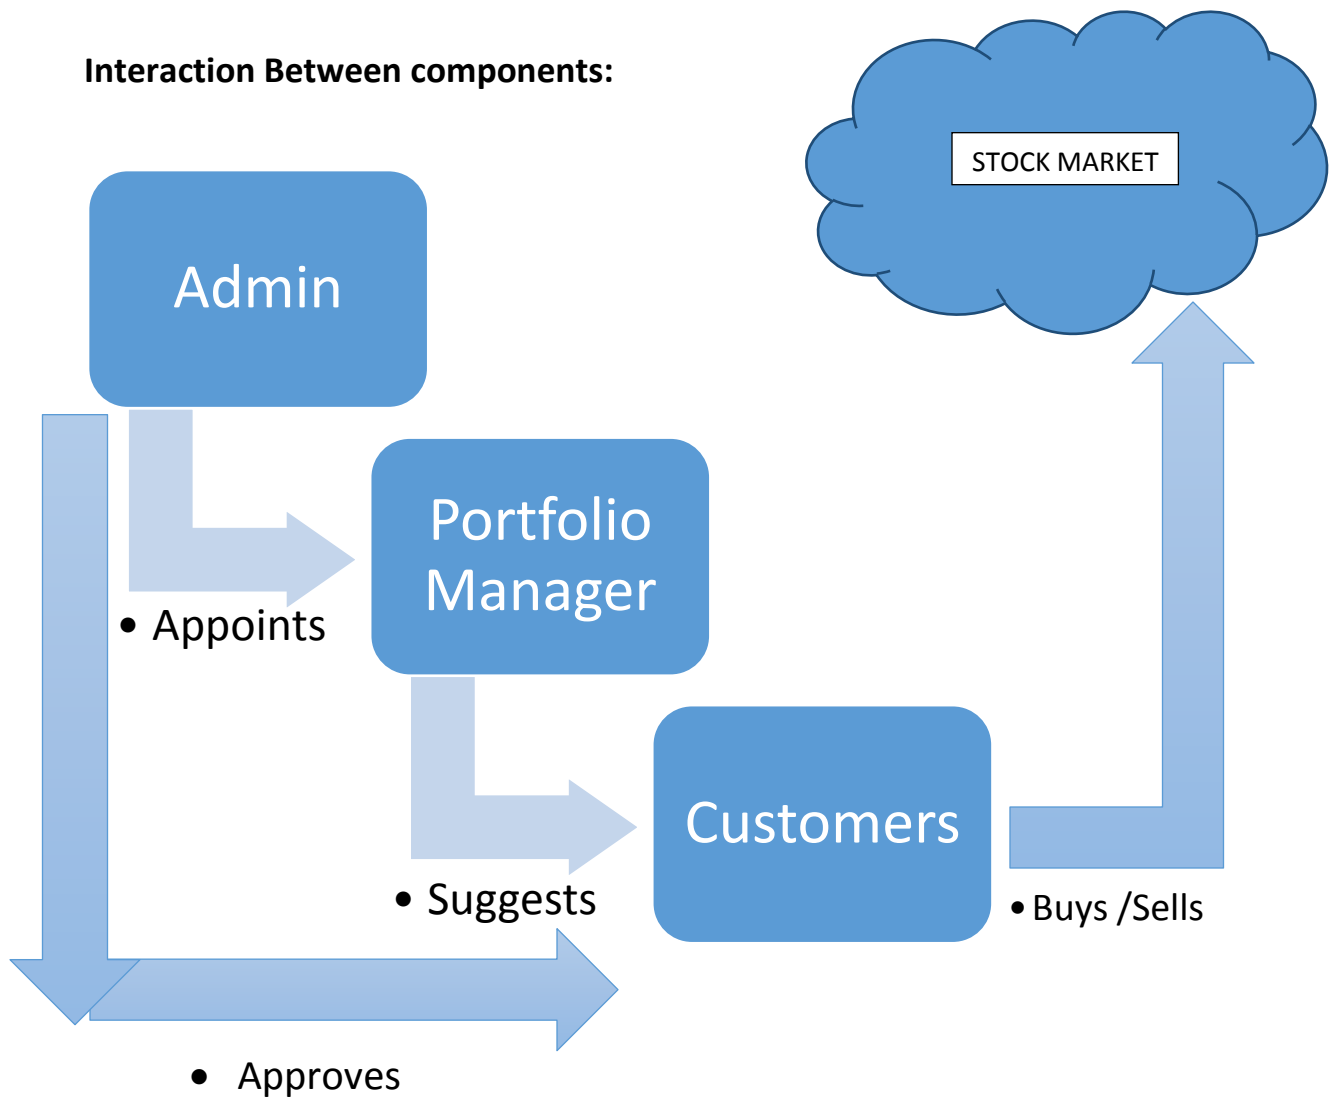 Interaction Between components:
STOCK MARKET
Admin
• Appoints
Portfolio
Manager
• Suggests
Customers
• Buys /Sells
• Approves